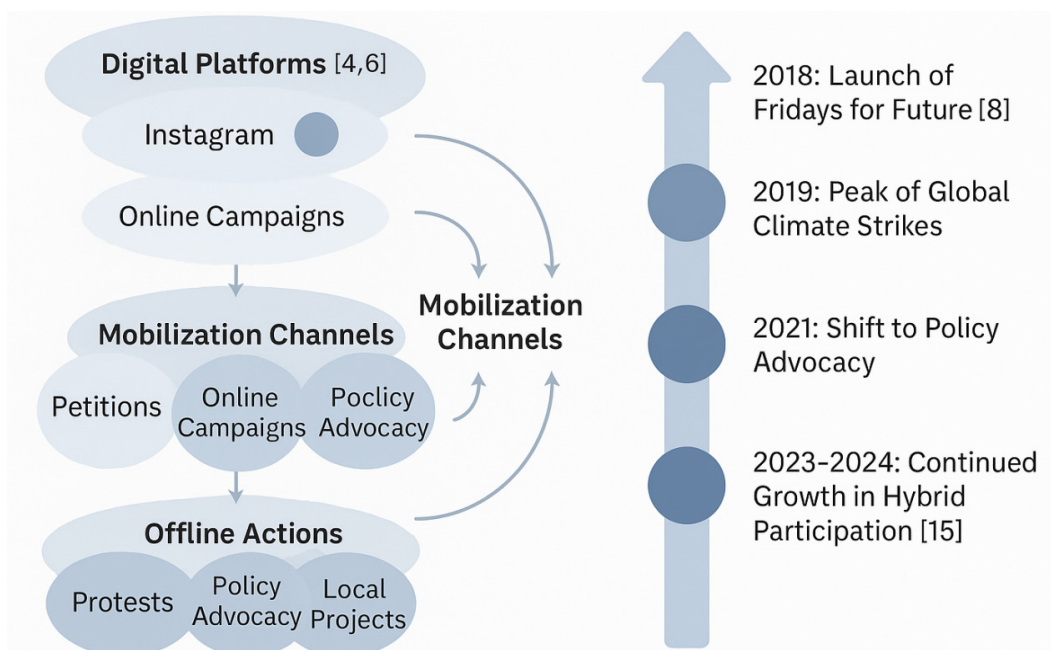 Digital Platforms [4,6]
Instagram
Online Campaigns
Mobilization Channels
Petitions
Online
Campaigns
Poclicy
Advocacy
Offline Actions
Protests
Policy
Advocacy
Local
Projects
Mobilization
Channels
2018: Launch of
Fridays for Future [8]
2019: Peak of Global
Climate Strikes
2021: Shift to Policy
Advocacy
2023–2024: Continued
Growth in Hybrid
Participation [15]